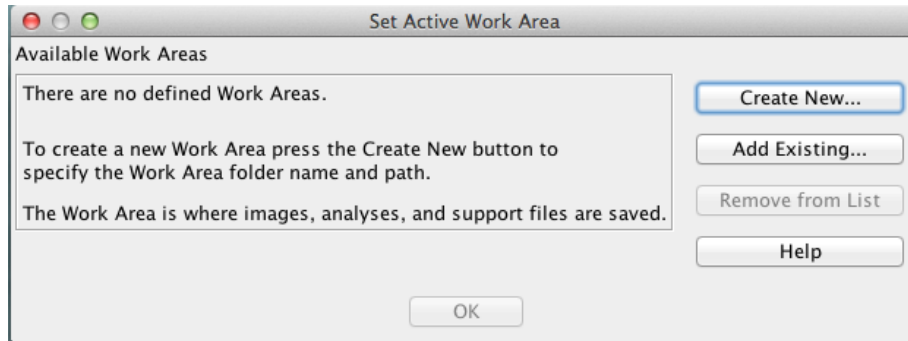 Set Active Work Area
Available Work Areas
There are no defined Work Areas.
To create a new Work Area press the Create New button to
specify the Work Area folder name and path.
The Work Area is where images, analyses, and support files are saved.
Create New...
Add Existing...
Remove from List
Help
OK